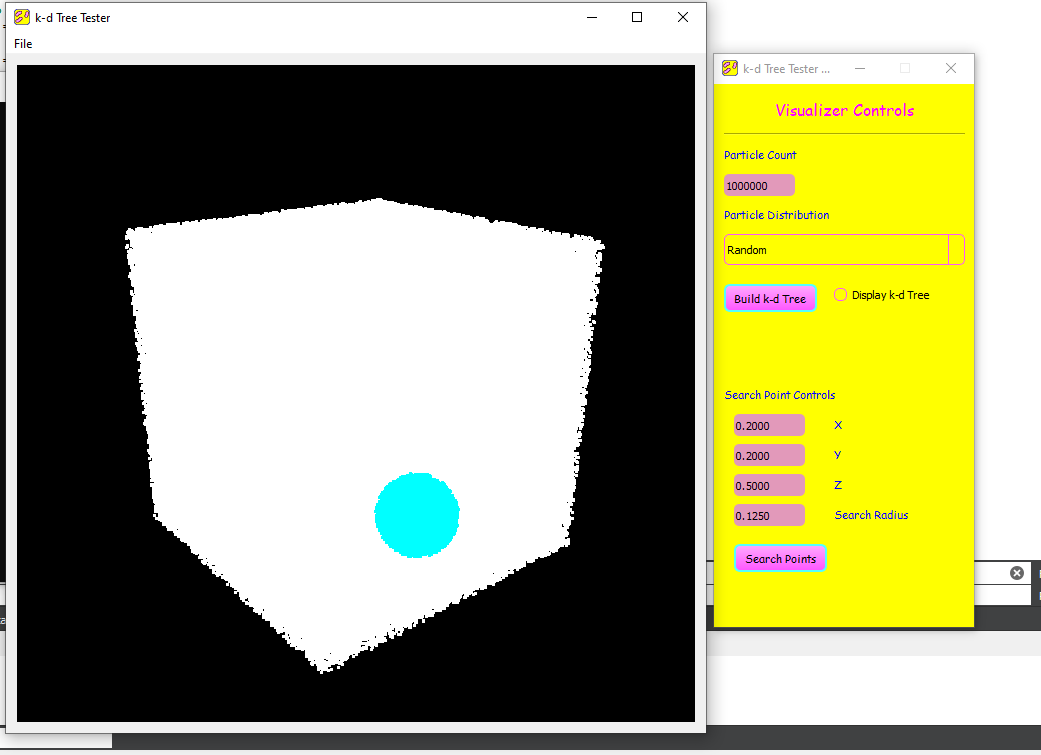 k-d Tree Tester
File
k-d Tree Tester ...
Visualizer Controls
Particle Count
1000000
Particle Distribution
Random
Build k-d Tree
Display k-d Tree
Search Point Controls
0.2000 X
0.2000 Y
0.5000 Z
0.1250 Search Radius
Search Points